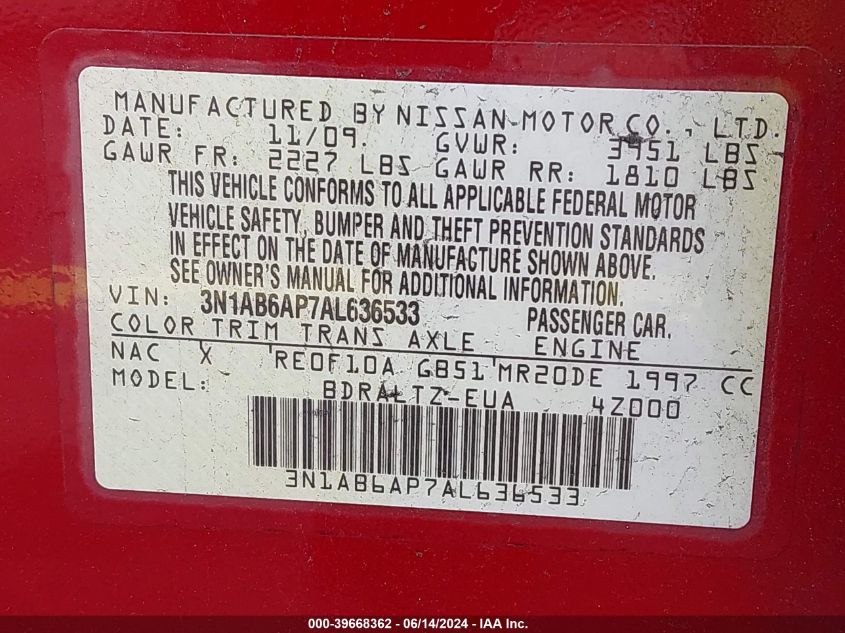 MANUFACTURED BY NISSAN MOTOR CO., LTD.
DATE: 11/09. GVWR: 3951 LBS
GAWR FR: 2227 LBS GAWR RR: 1810 LBS
THIS VEHICLE CONFORMS TO ALL APPLICABLE FEDERAL MOTOR
VEHICLE SAFETY, BUMPER AND THEFT PREVENTION STANDARDS
IN EFFECT ON THE DATE OF MANUFACTURE SHOWN ABOVE.
SEE OWNER'S MANUAL FOR ADDITIONAL INFORMATION.
VIN: 3N1AB6AP7AL636533 PASSENGER CAR.
COLOR TRIM TRANS AXLE ENGINE
NAC X RE0F10A GB51 MR20DE 1997 CC
MODEL: BDRALTZ-EUA 4Z000
3N1AB6AP7AL636533
000-39668362 - 06/14/2024 - IAAI - Copyright IAA, Inc.